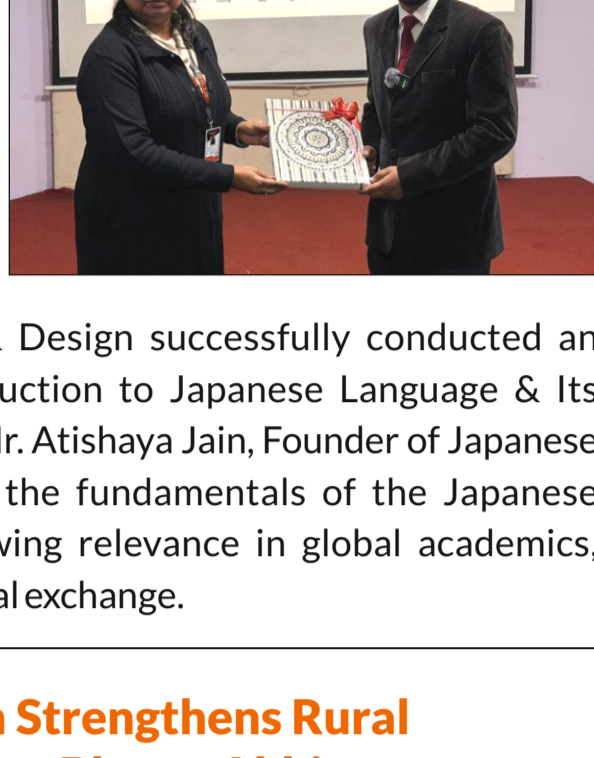 Design successfully conducted an
uction to Japanese Language & Its
r. Atishaya Jain, Founder of Japanese
the fundamentals of the Japanese
wing relevance in global academics,
al exchange.
Strengthens Rural